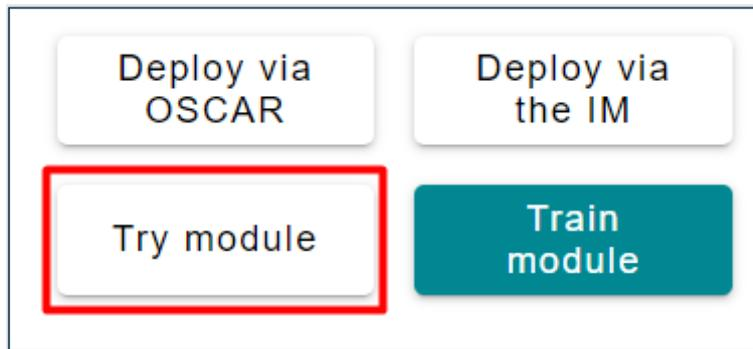 Deploy via
OSCAR
Deploy via
the IM
Try module
Train
module